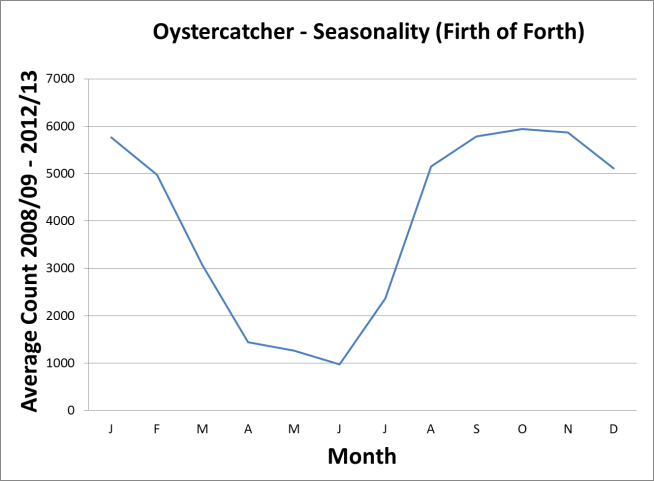 Oystercatcher - Seasonality (Firth of Forth)
Average Count 2008/09 - 2012/13
7000
6000
5000
4000
3000
2000
1000
0
J F M A M J J A S O N D
Month